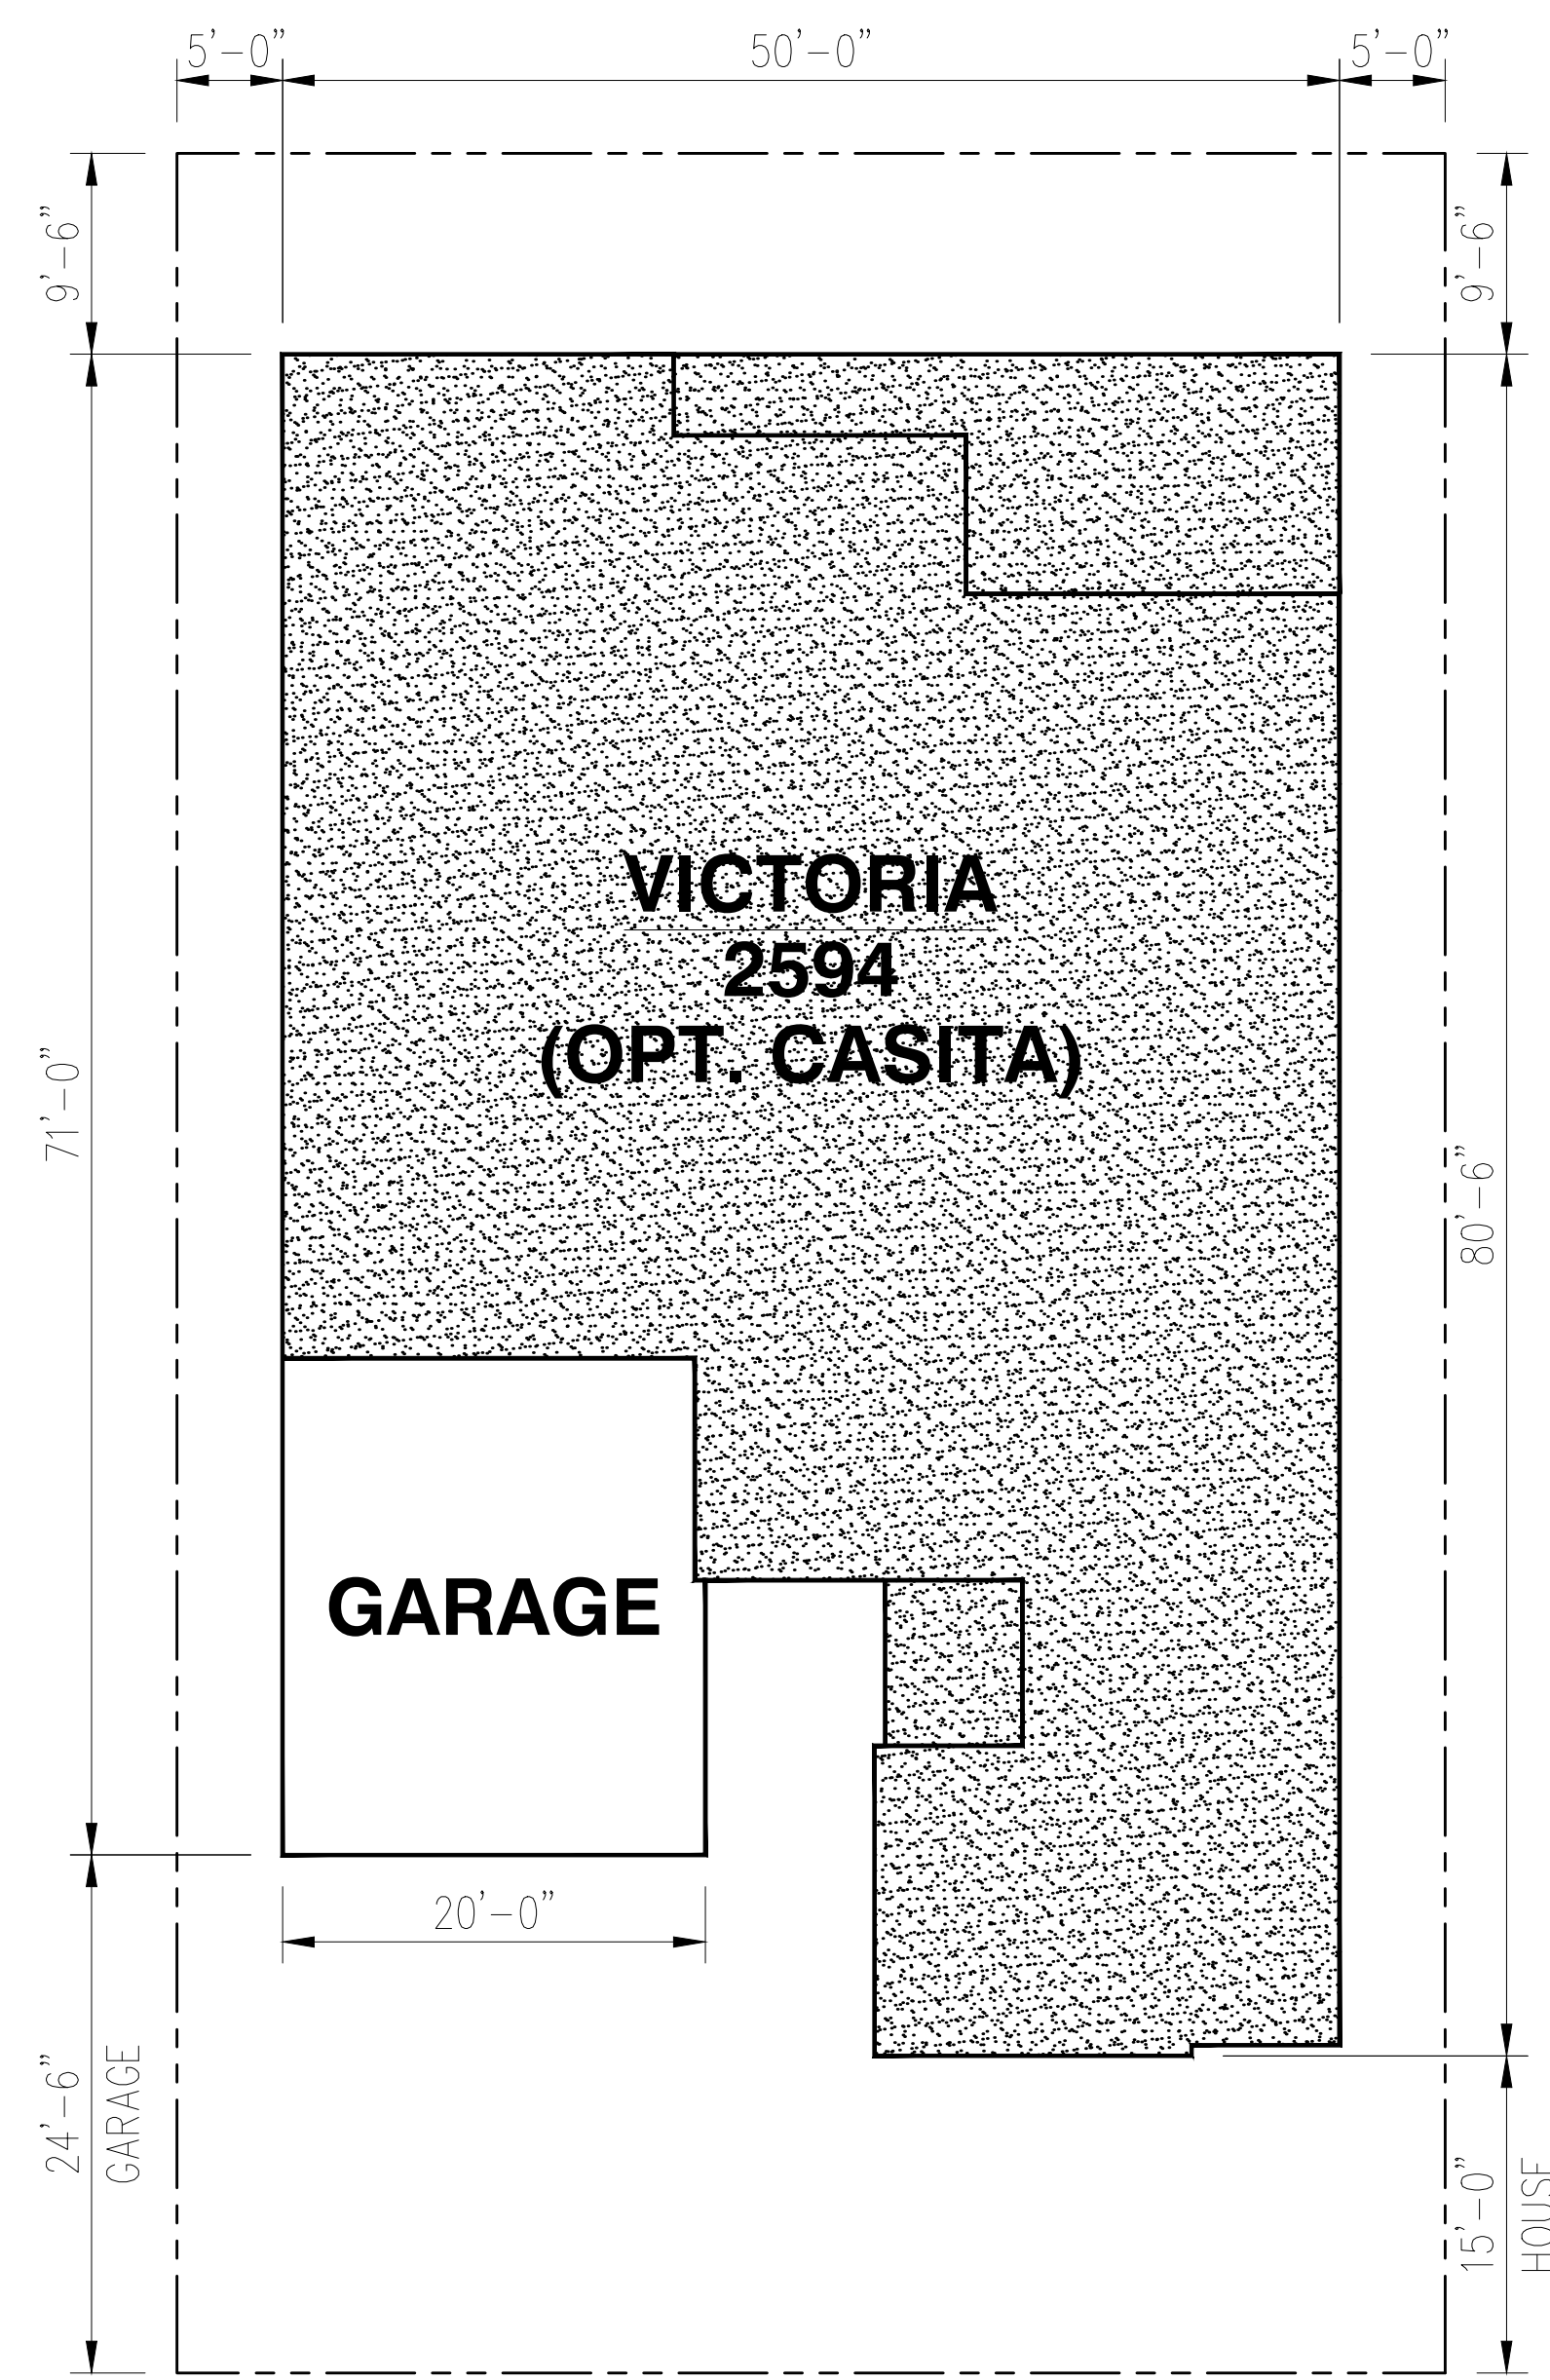 5'-0" 50'-0" 5'-0"
9'-6" 9'-6"
VICTORIA
2594
(OPT. CASITA)
71'-0"
80'-6"
GARAGE
20'-0"
24'-6"
GARAGE
15'-0"
HOUSE